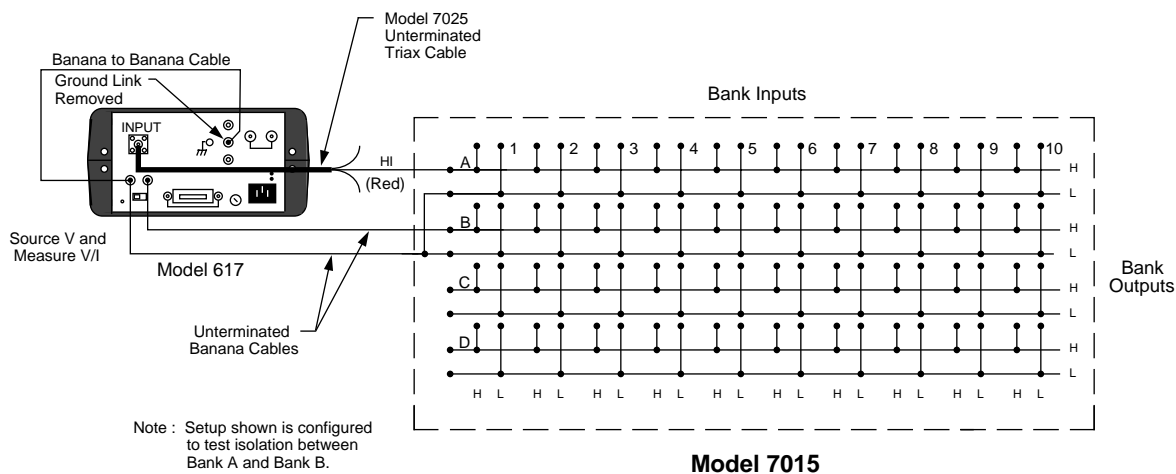 Model 7025
Unterminated
Triax Cable
Banana to Banana Cable
Ground Link
Removed
Bank Inputs
INPUT
HI
(Red)
A 1 2 3 4 5 6 7 8 9 10
H
L
B
H
L
C
H
L
D
H
L
H L H L H L H L H L H L H L H L H L H L
Source V and
Measure V/I
Model 617
Bank
Outputs
Unterminated
Banana Cables
Note : Setup shown is configured
to test isolation between
Bank A and Bank B.
Model 7015